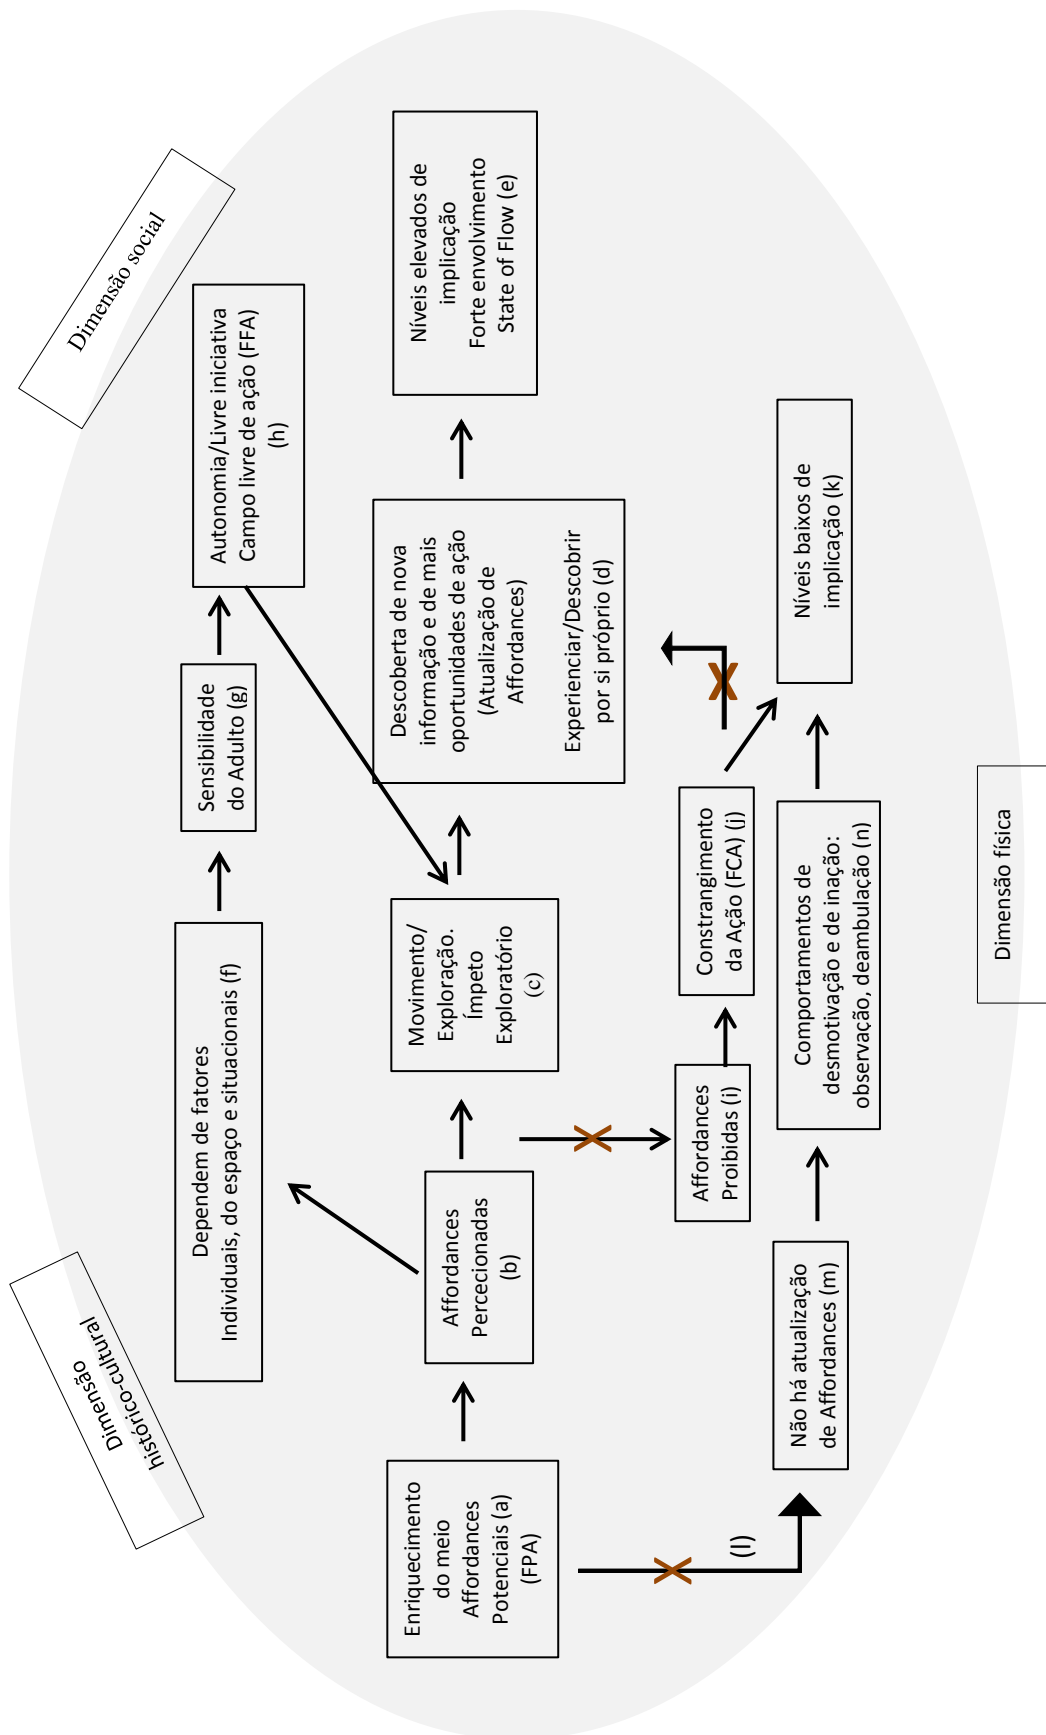 Dimensão
histórico-cultural
Dimensão social
Dependem de fatores
Individuais, do espaço e situacionais (f)
Sensibilidade
do Adulto (g)
Autonomia/Livre iniciativa
Campo livre de ação (FFA)
(h)
Enriquecimento
do meio
Affordances
Potenciais (a)
(FPA)
Affordances
Percecionadas
(b)
Movimento/
Exploração.
Ímpeto
Exploratório
(c)
Descoberta de nova
informação e de mais
oportunidades de ação
(Atualização de
Affordances)
Experienciar/Descobrir
por si próprio (d)
Níveis elevados de
implicação
Forte envolvimento
State of Flow (e)
X
X
X
Affordances
Proibidas (i)
Constrangimento
da Ação (FCA) (j)
(l)
Não há atualização
de Affordances (m)
Comportamentos de
desmotivação e de inação:
observação, deambulação (n)
Níveis baixos de
implicação (k)
Dimensão física